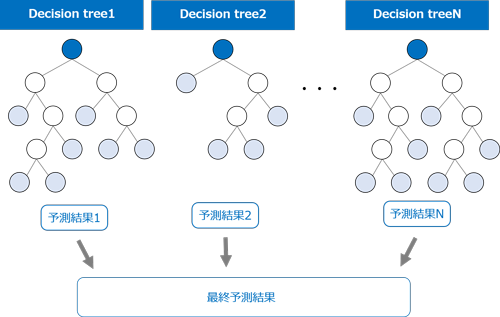 Decision tree1
Decision tree2
Decision treeN
・・・
予測結果1
予測結果2
予測結果N
最終予測結果